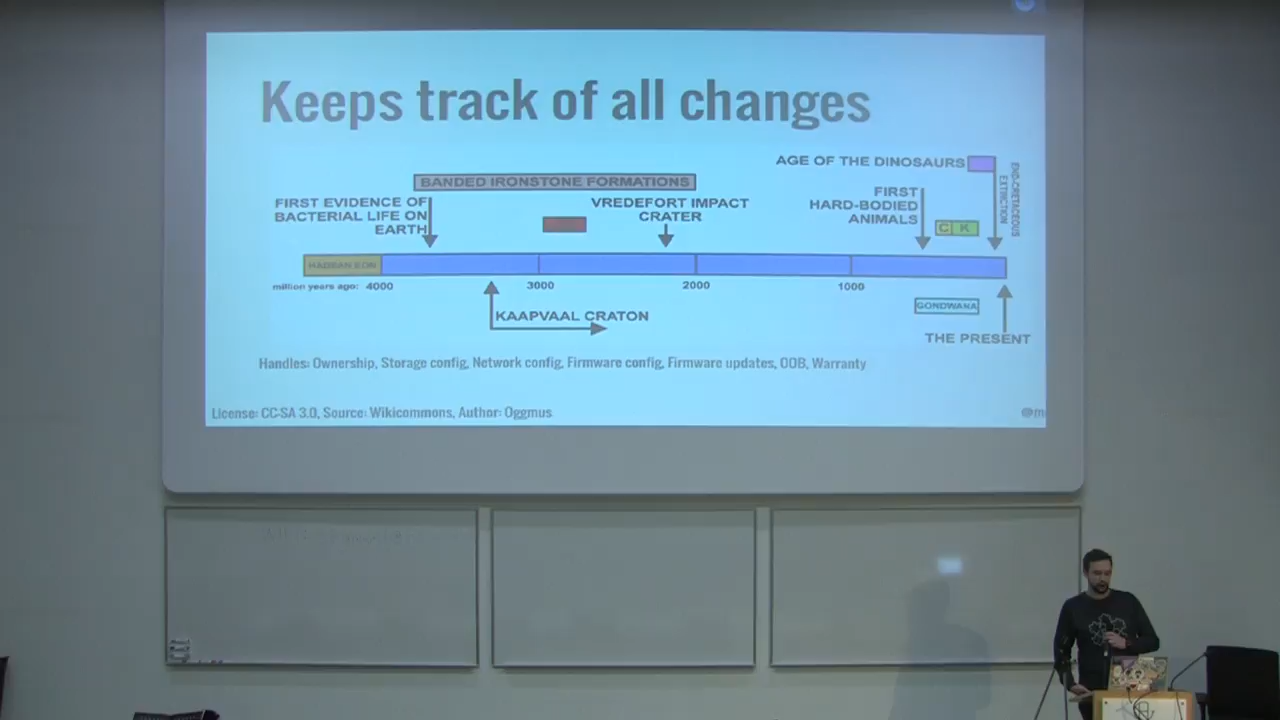 Keeps track of all changes
AGE OF THE DINOSAURS
END-CRETACEOUS
EXTINCTION
BANDED IRONSTONE FORMATIONS
FIRST EVIDENCE OF
BACTERIAL LIFE ON
EARTH
VREDEFORT IMPACT
CRATER
FIRST
HARD-BODIED
ANIMALS
C K
HADEAN EON
million years ago: 4000 3000 2000 1000
GONDWANA
KAAPVAAL CRATON
THE PRESENT
Handles: Ownership, Storage config, Network config, Firmware config, Firmware updates, OOB, Warranty
License: CC-SA 3.0, Source: Wikicommons, Author: Oggmus
@m